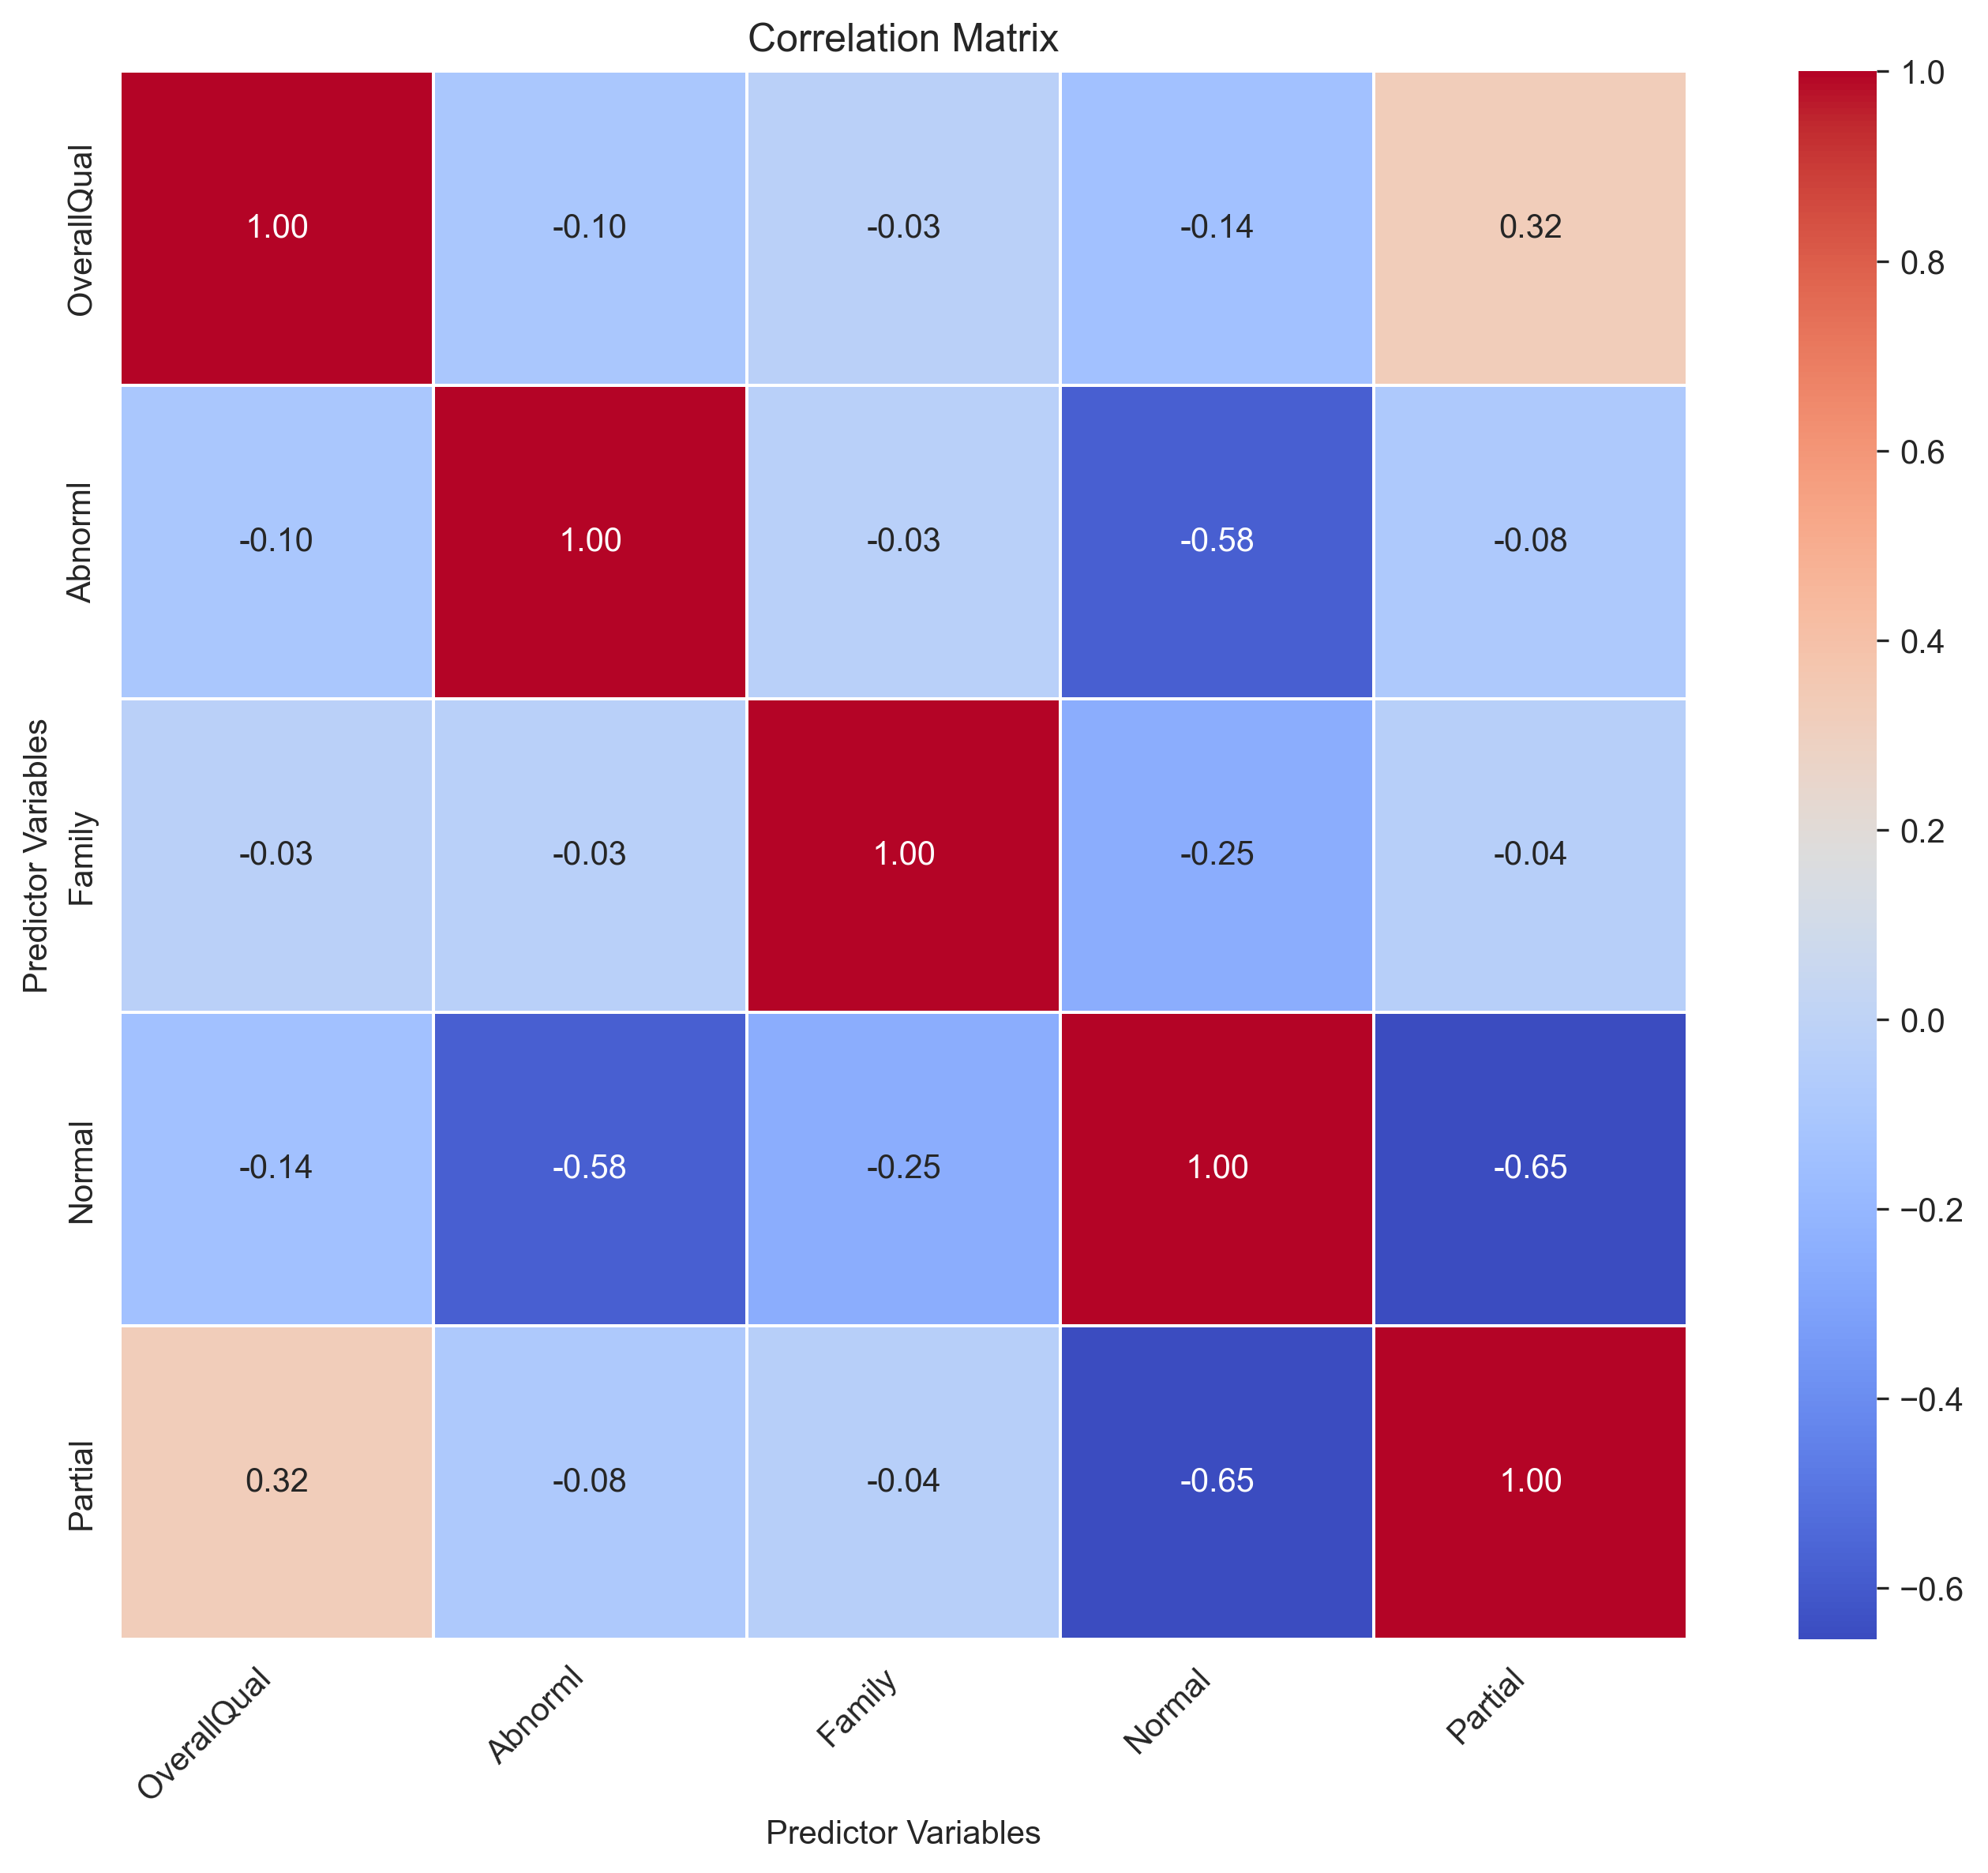 Correlation Matrix
Predictor Variables
OverallQual
1.00
-0.10
-0.03
-0.14
0.32
Abnorml
-0.10
1.00
-0.03
-0.58
-0.08
Family
-0.03
-0.03
1.00
-0.25
-0.04
Normal
-0.14
-0.58
-0.25
1.00
-0.65
Partial
0.32
-0.08
-0.04
-0.65
1.00
OverallQual
Abnorml
Family
Normal
Partial
Predictor Variables
1.0
0.8
0.6
0.4
0.2
0.0
−0.2
−0.4
−0.6